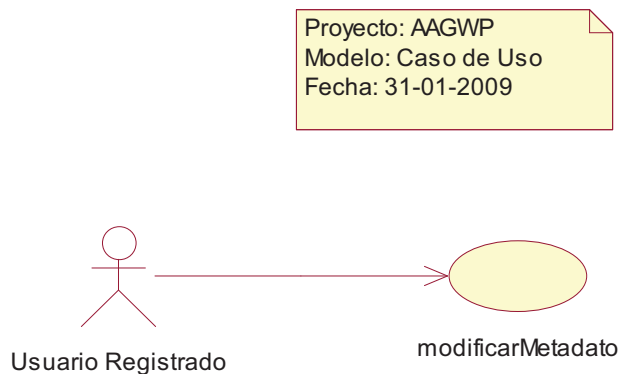 Proyecto: AAGWP
Modelo: Caso de Uso
Fecha: 31-01-2009
Usuario Registrado
modificarMetadato